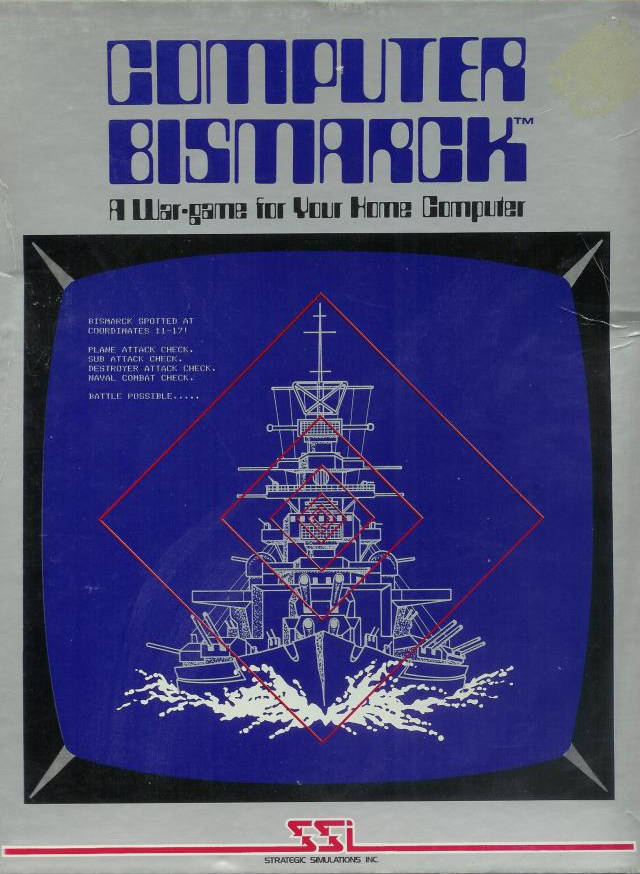 COMPUTER
BISMARCK™
A War-game for Your Home Computer
BISMARCK SPOTTED AT
COORDINATES 11-17!
PLANE ATTACK CHECK.
SUB ATTACK CHECK.
DESTROYER ATTACK CHECK.
NAVAL COMBAT CHECK.
BATTLE POSSIBLE.....
SSi
STRATEGIC SIMULATIONS INC.